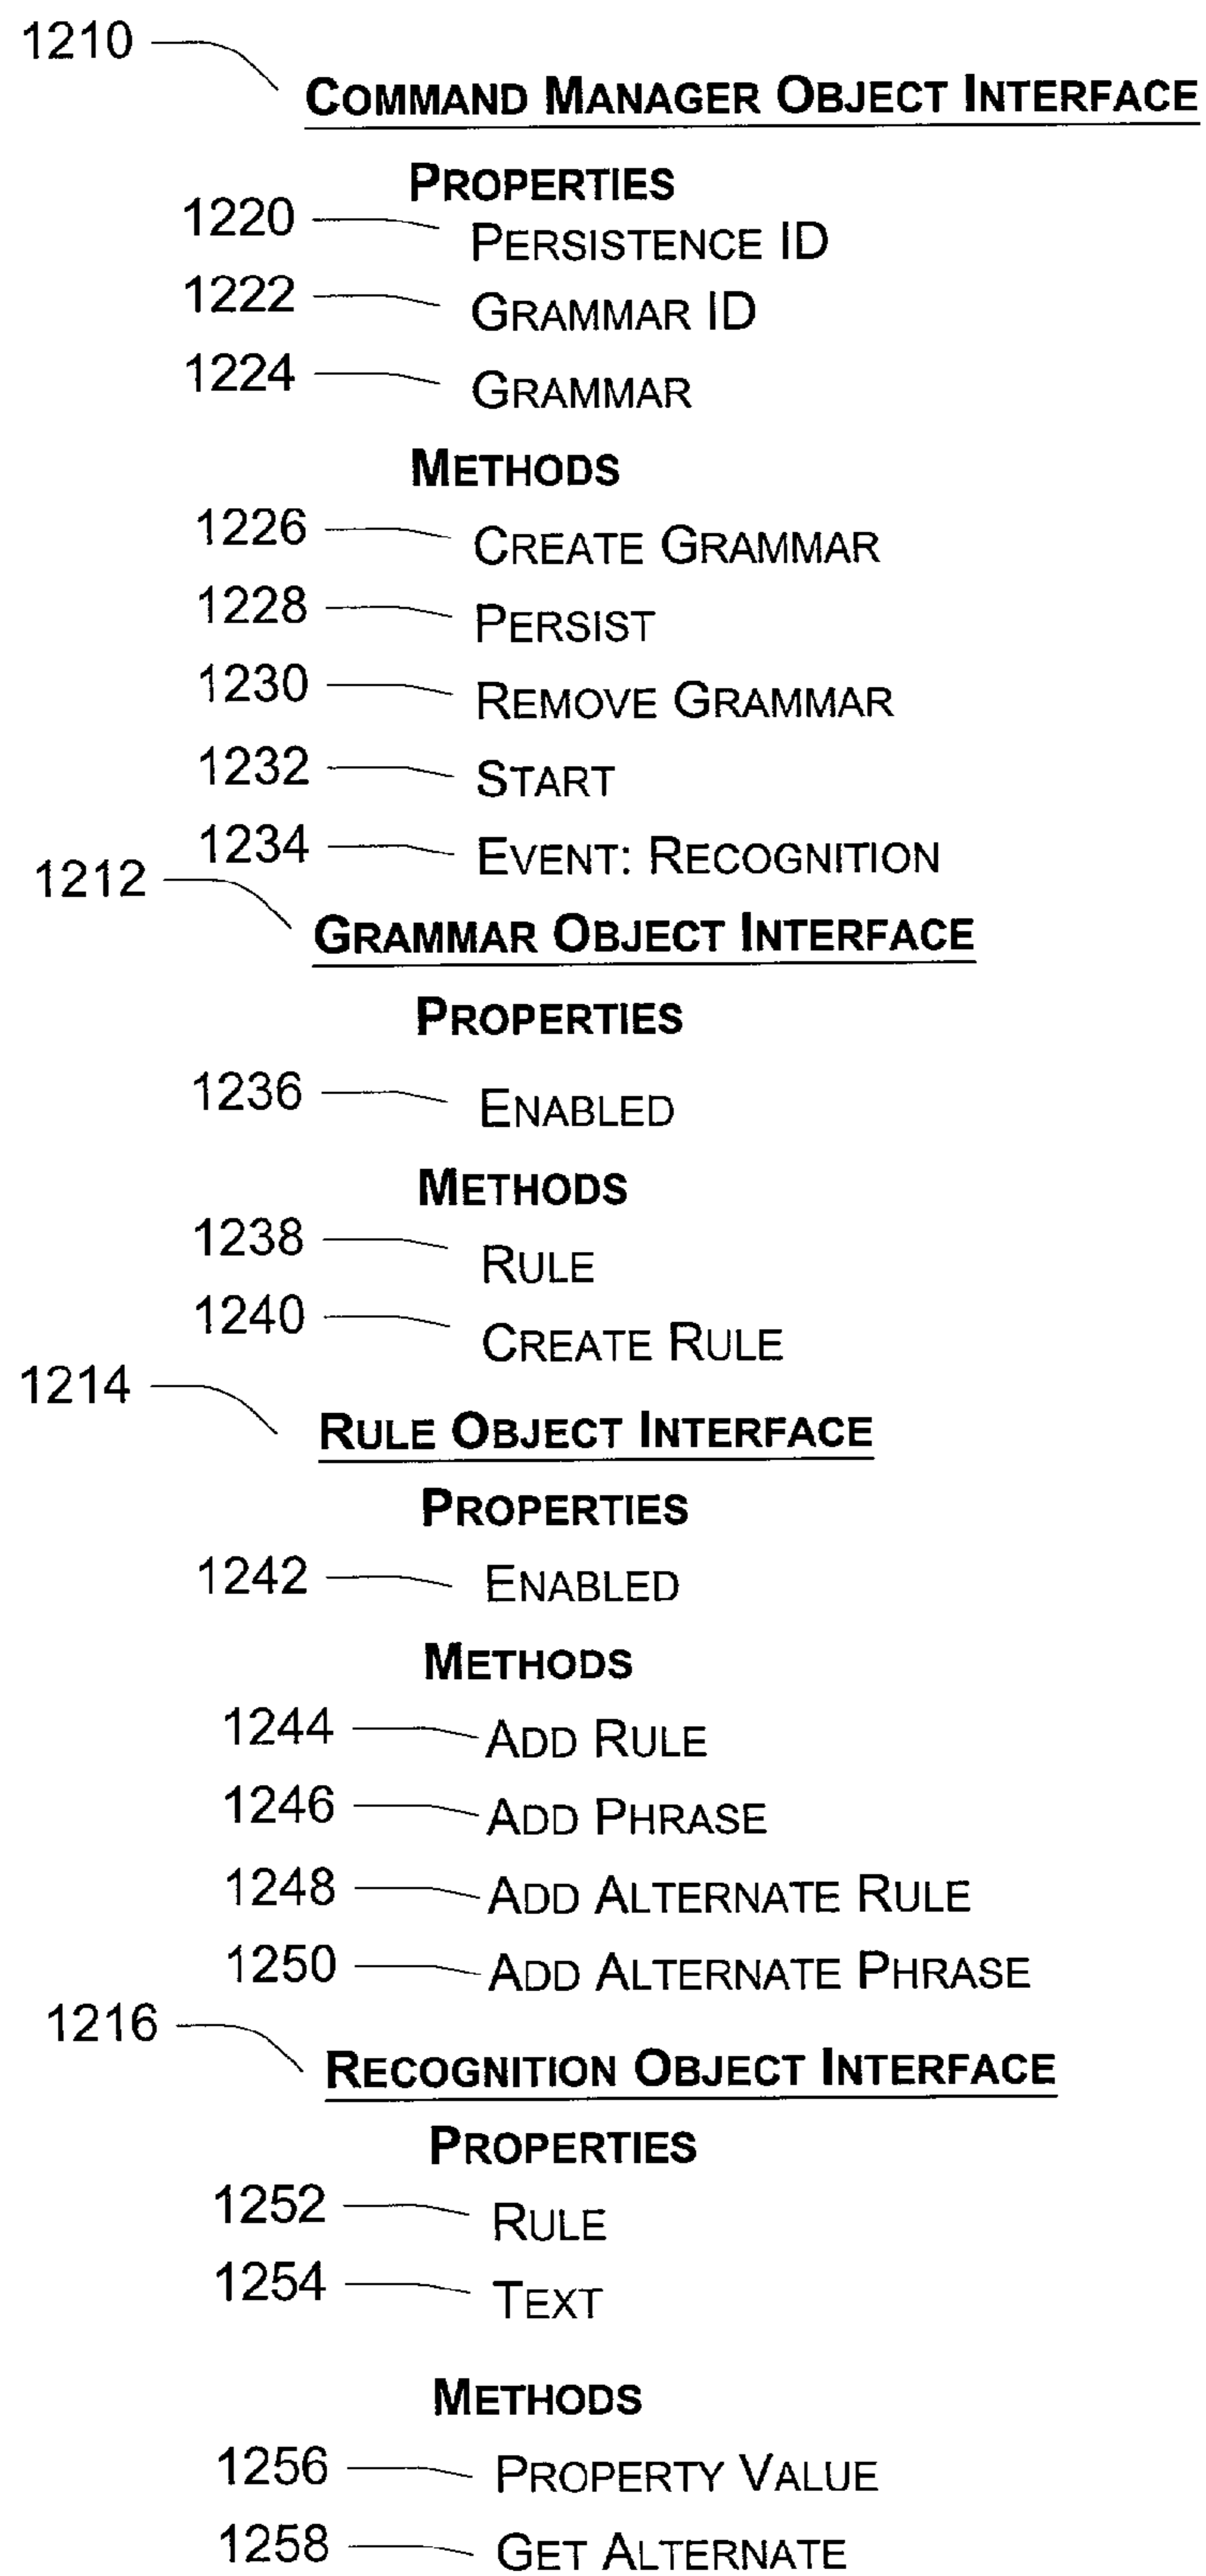 1210
COMMAND MANAGER OBJECT INTERFACE
PROPERTIES
1220 PERSISTENCE ID
1222 GRAMMAR ID
1224 GRAMMAR
METHODS
1226 CREATE GRAMMAR
1228 PERSIST
1230 REMOVE GRAMMAR
1232 START
1234 EVENT: RECOGNITION
1212
GRAMMAR OBJECT INTERFACE
PROPERTIES
1236 ENABLED
METHODS
1238 RULE
1240 CREATE RULE
1214
RULE OBJECT INTERFACE
PROPERTIES
1242 ENABLED
METHODS
1244 ADD RULE
1246 ADD PHRASE
1248 ADD ALTERNATE RULE
1250 ADD ALTERNATE PHRASE
1216
RECOGNITION OBJECT INTERFACE
PROPERTIES
1252 RULE
1254 TEXT
METHODS
1256 PROPERTY VALUE
1258 GET ALTERNATE